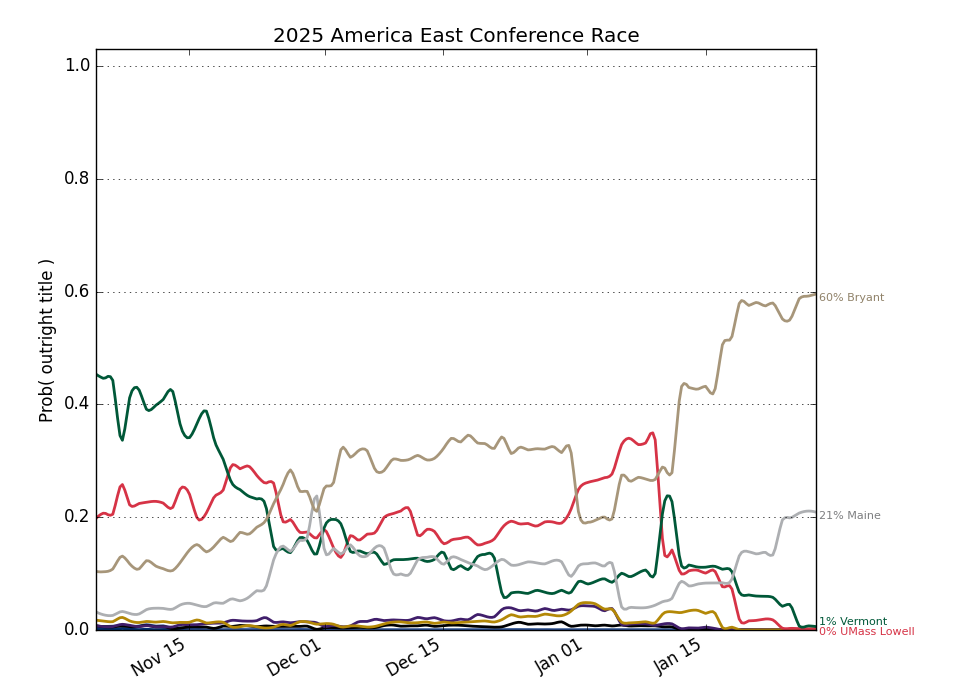 2025 America East Conference Race
Prob( outright title )
1.0
0.8
0.6
0.4
0.2
0.0
60% Bryant
21% Maine
1% Vermont
0% UMass Lowell
Nov 15
Dec 01
Dec 15
Jan 01
Jan 15